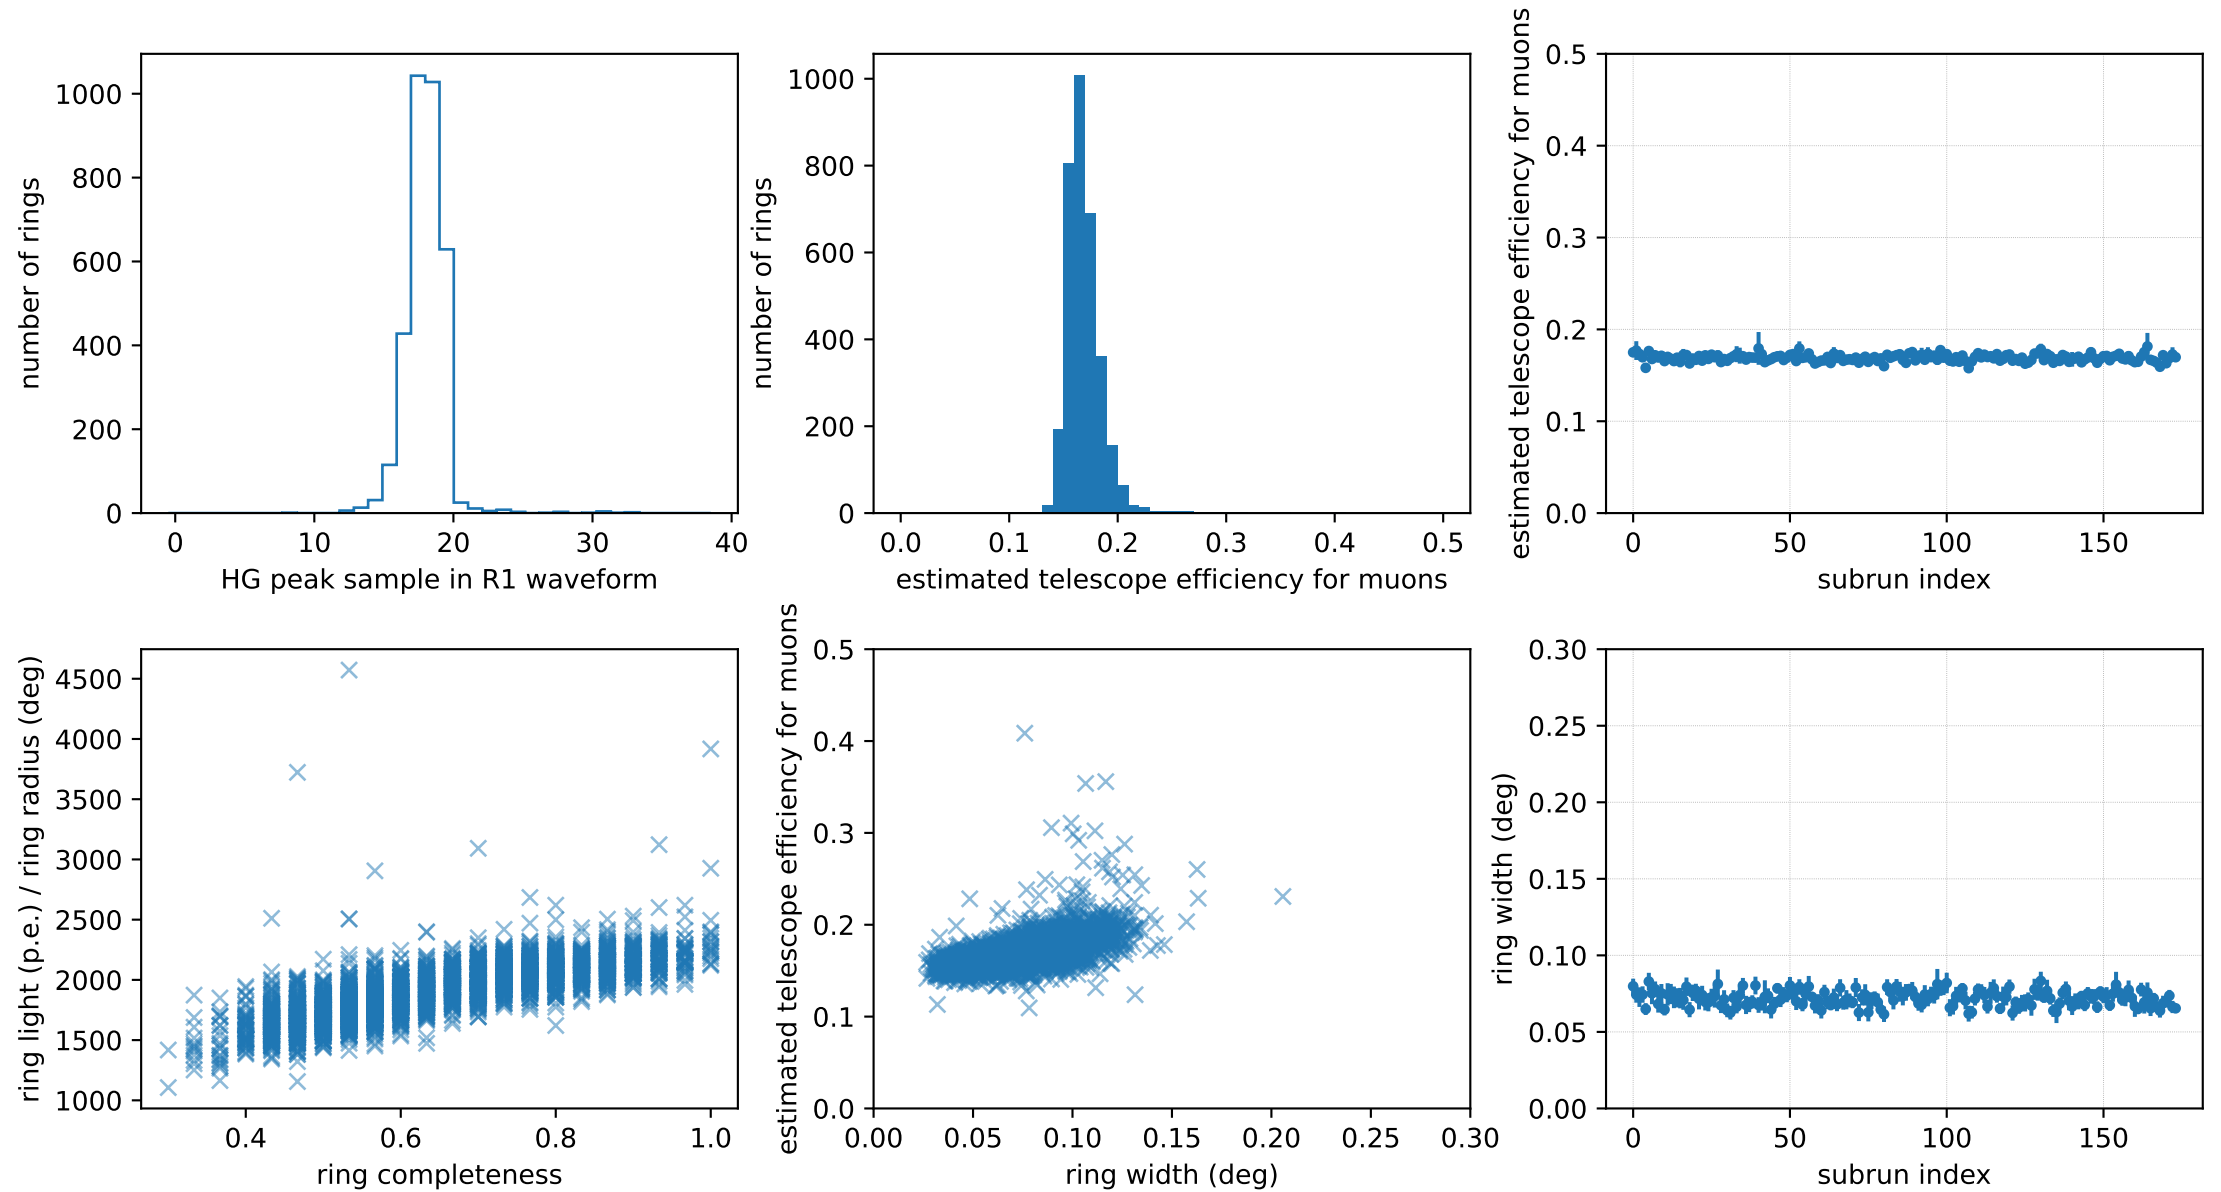 number of rings
1000
800
600
400
200
0
0 10 20 30 40
HG peak sample in R1 waveform
number of rings
1000
800
600
400
200
0
0.0 0.1 0.2 0.3 0.4 0.5
estimated telescope efficiency for muons
estimated telescope efficiency for muons
0.5
0.4
0.3
0.2
0.1
0.0
0 50 100 150
subrun index
ring light (p.e.) / ring radius (deg)
4500
4000
3500
3000
2500
2000
1500
1000
0.4 0.6 0.8 1.0
ring completeness
estimated telescope efficiency for muons
0.5
0.4
0.3
0.2
0.1
0.0
0.00 0.05 0.10 0.15 0.20 0.25 0.30
ring width (deg)
ring width (deg)
0.30
0.25
0.20
0.15
0.10
0.05
0.00
0 50 100 150
subrun index